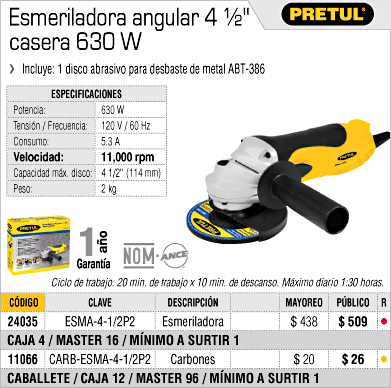 Esmeriladora angular 4 ½"
casera 630 W
PRETUL®
Incluye: 1 disco abrasivo para desbaste de metal ABT-386
ESPECIFICACIONES
Potencia: 630 W
Tensión / Frecuencia: 120 V / 60 Hz
Consumo: 5.3 A
Velocidad: 11,000 rpm
Capacidad máx. disco: 4 1/2" (114 mm)
Peso: 2 kg
PRETUL
PRETUL
1 año
Garantía
NOM-ANCE
Ciclo de trabajo: 20 min. de trabajo x 10 min. de descanso. Máximo diario 1:30 horas.
CÓDIGO CLAVE DESCRIPCIÓN MAYOREO PÚBLICO R
24035 ESMA-4-1/2P2 Esmeriladora $ 438 $ 509
CAJA 4 / MASTER 16 / MÍNIMO A SURTIR 1
11066 CARB-ESMA-4-1/2P2 Carbones $ 20 $ 26
CABALLETE / CAJA 12 / MASTER 96 / MÍNIMO A SURTIR 1